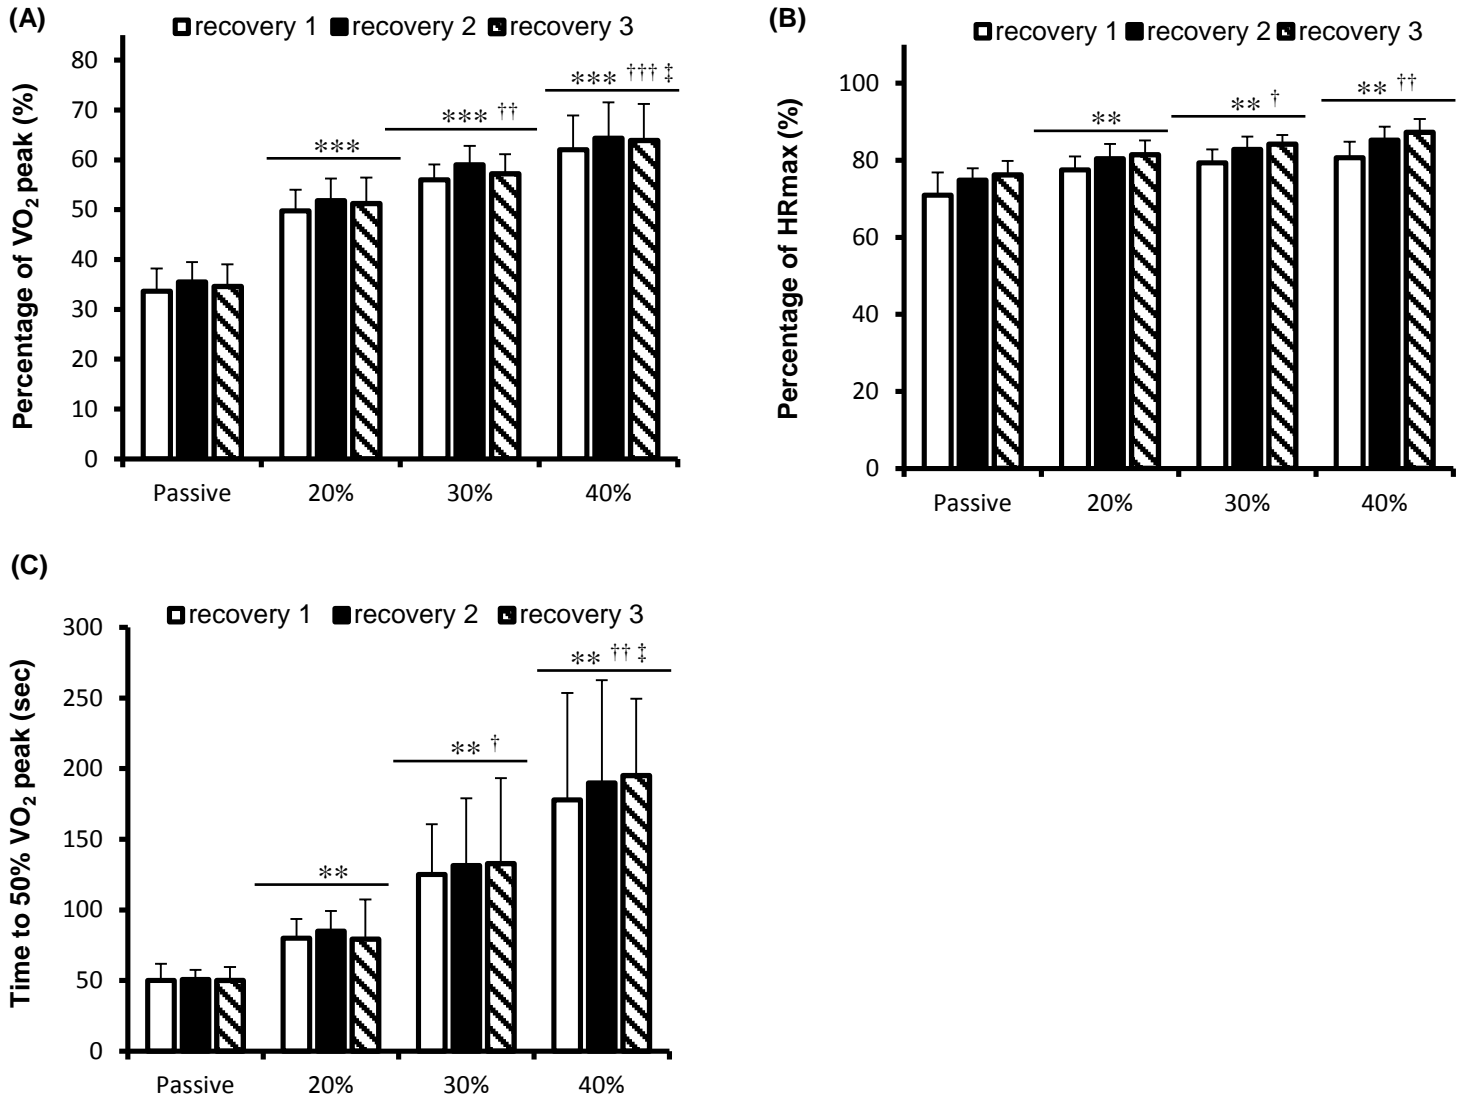 (A)
recovery 1 recovery 2 recovery 3
Percentage of VO2 peak (%)
80
70
60
50
40
30
20
10
0
***
*** ††
*** ††† ‡
Passive 20% 30% 40%
(B)
recovery 1 recovery 2 recovery 3
Percentage of HRmax (%)
100
80
60
40
20
0
**
** †
** ††
Passive 20% 30% 40%
(C)
recovery 1 recovery 2 recovery 3
Time to 50% VO2 peak (sec)
300
250
200
150
100
50
0
**
** †
** †† ‡
Passive 20% 30% 40%